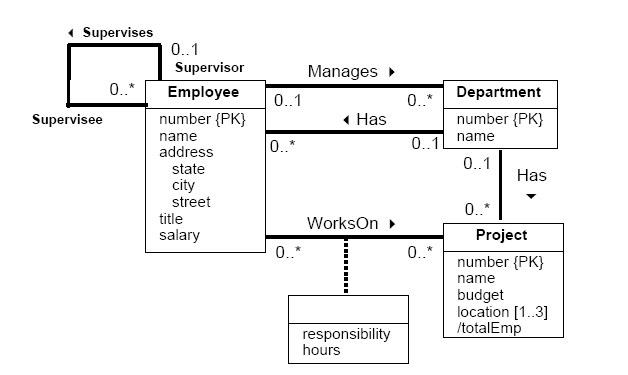 ◄ Supervises
0..1
Supervisor
0..*
Supervisee
Employee
number {PK}
name
address
state
city
street
title
salary
Manages ►
0..1
0..*
◄ Has
0..*
0..1
Department
number {PK}
name
0..1
Has
▼
0..*
WorksOn ►
0..*
0..*
Project
number {PK}
name
budget
location [1..3]
/totalEmp
responsibility
hours